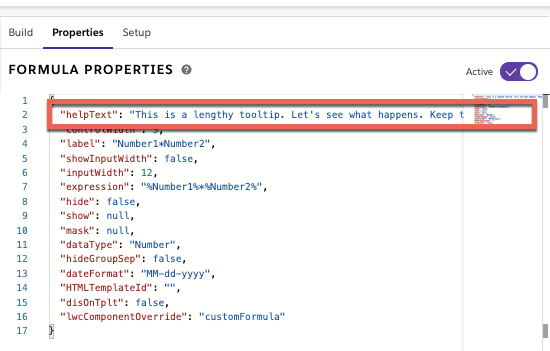 Build Properties Setup
FORMULA PROPERTIES ?
Active
1 {
2 "helpText": "This is a lengthy tooltip. Let's see what happens. Keep t
3 "controlWidth": 3,
4 "label": "Number1*Number2",
5 "showInputWidth": false,
6 "inputWidth": 12,
7 "expression": "%Number1%*%Number2%",
8 "hide": false,
9 "show": null,
10 "mask": null,
11 "dataType": "Number",
12 "hideGroupSep": false,
13 "dateFormat": "MM-dd-yyyy",
14 "HTMLTemplateId": "",
15 "disOnTplt": false,
16 "lwcComponentOverride": "customFormula"
17 }